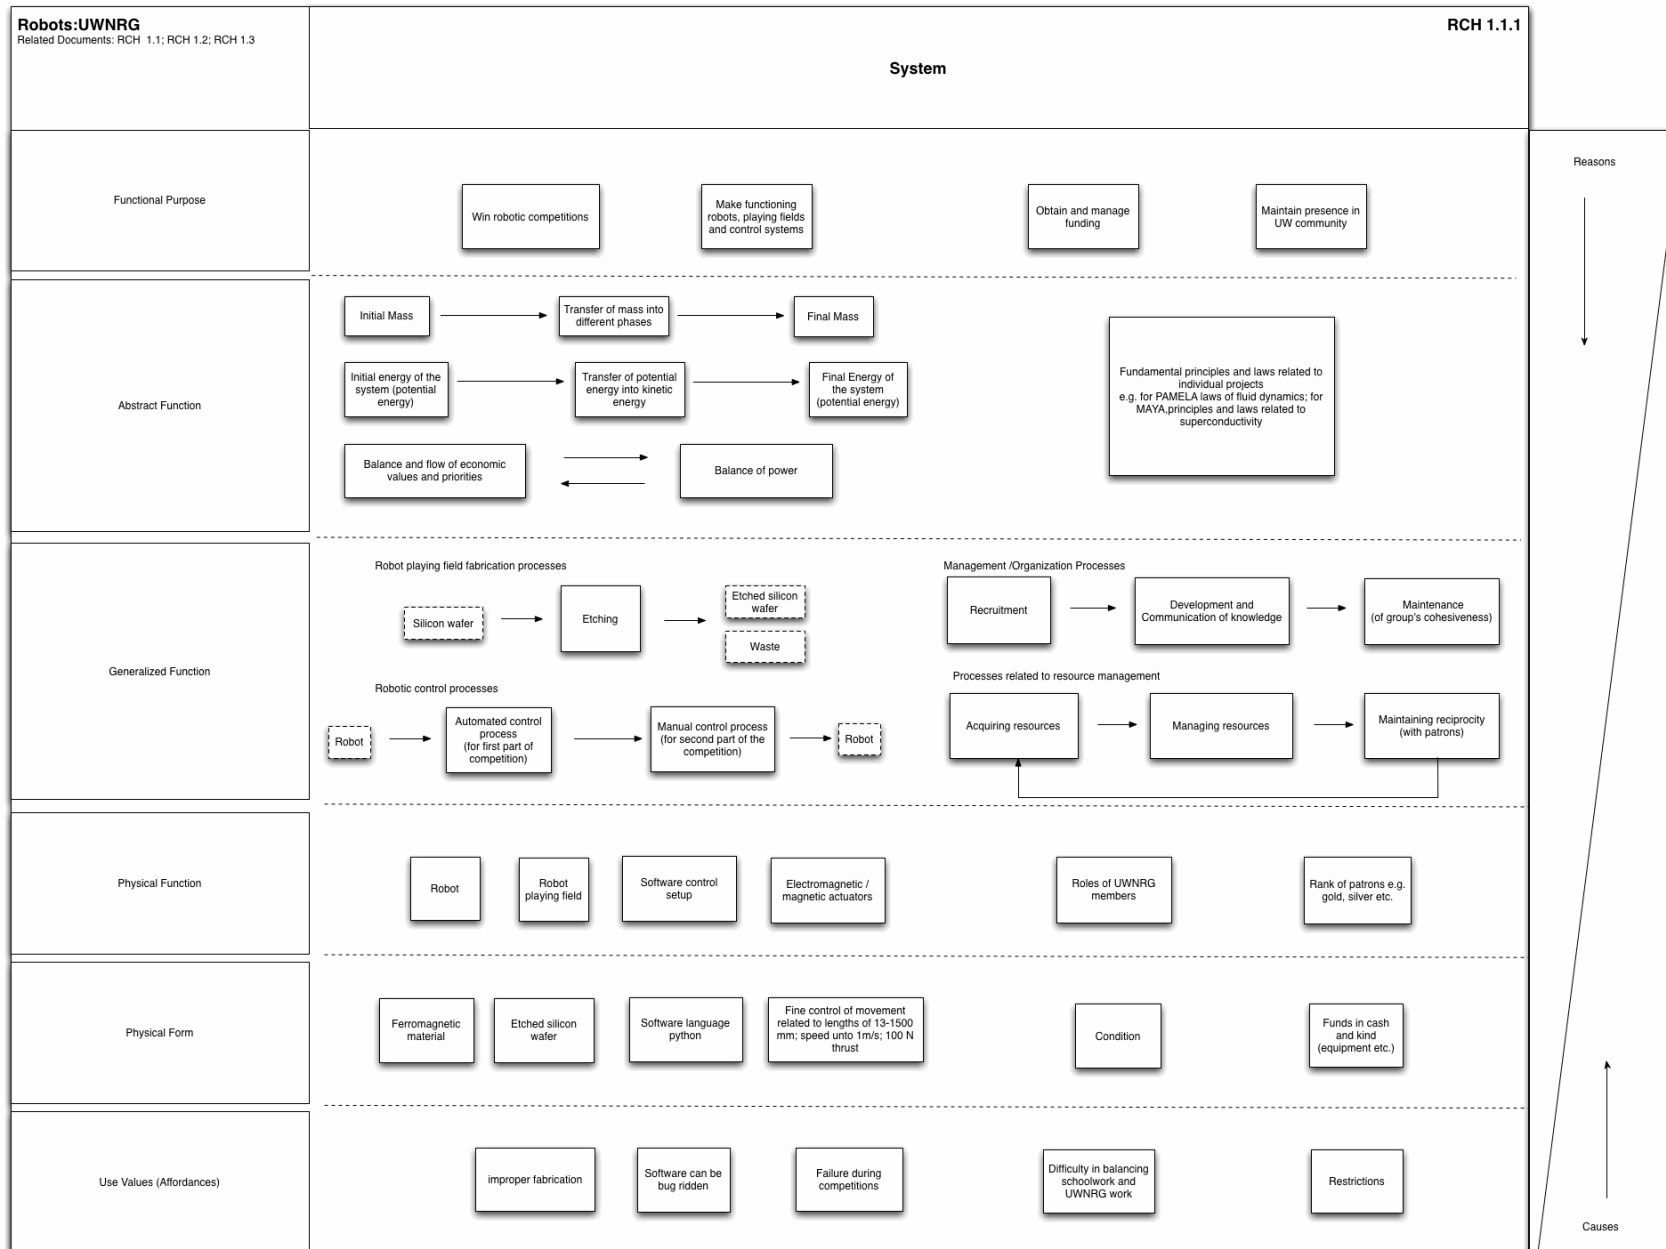 Robots:UWNRG
Related Documents: RCH 1.1; RCH 1.2; RCH 1.3
RCH 1.1.1
System
Reasons
Functional Purpose
Win robotic competitions
Make functioning
robots, playing fields
and control systems
Obtain and manage
funding
Maintain presence in
UW community
Abstract Function
Initial Mass
Transfer of mass into
different phases
Final Mass
Initial energy of the
system (potential
energy)
Transfer of potential
energy into kinetic
energy
Final Energy of
the system
(potential energy)
Balance and flow of economic
values and priorities
Balance of power
Fundamental principles and laws related to
individual projects
e.g. for PAMELA laws of fluid dynamics; for
MAYA,principles and laws related to
superconductivity
Generalized Function
Robot playing field fabrication processes
Silicon wafer
Etching
Etched silicon
wafer
Waste
Robotic control processes
Robot
Automated control
process
(for first part of
competition)
Manual control process
(for second part of the
competition)
Robot
Management /Organization Processes
Recruitment
Development and
Communication of knowledge
Maintenance
(of group's cohesiveness)
Processes related to resource management
Acquiring resources
Managing resources
Maintaining reciprocity
(with patrons)
Physical Function
Robot
Robot
playing field
Software control
setup
Electromagnetic /
magnetic actuators
Roles of UWNRG
members
Rank of patrons e.g.
gold, silver etc.
Physical Form
Ferromagnetic
material
Etched silicon
wafer
Software language
python
Fine control of movement
related to lengths of 13-1500
mm; speed unto 1m/s; 100 N
thrust
Condition
Funds in cash
and kind
(equipment etc.)
Use Values (Affordances)
improper fabrication
Software can be
bug ridden
Failure during
competitions
Difficulty in balancing
schoolwork and
UWNRG work
Restrictions
Causes